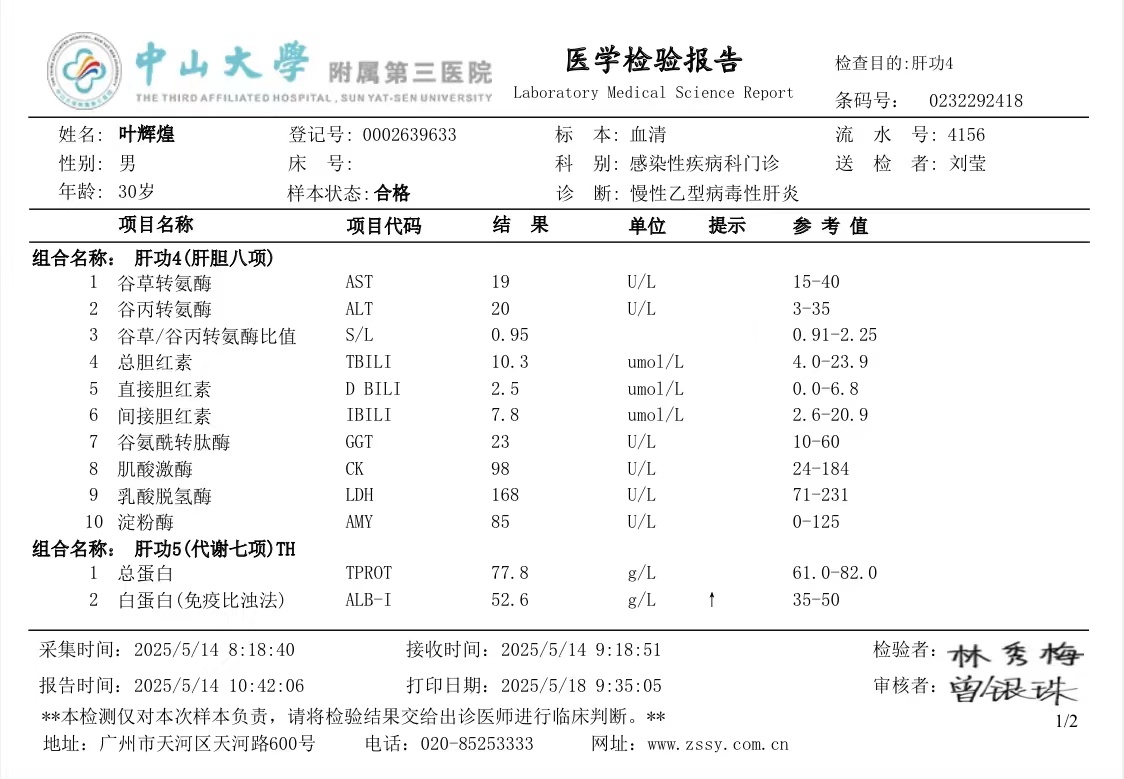 中山大学 附属第三医院
THE THIRD AFFILIATED HOSPITAL, SUN YAT-SEN UNIVERSITY
医学检验报告
Laboratory Medical Science Report
检查目的:肝功4
条码号: 0232292418
姓名: 叶辉煌 登记号: 0002639633 标 本: 血清 流 水 号: 4156
性别: 男 床 号: 科 别: 感染性疾病科门诊 送 检 者: 刘莹
年龄: 30岁 样本状态: 合格 诊 断: 慢性乙型病毒性肝炎
项目名称 项目代码 结 果 单位 提示 参 考 值
组合名称: 肝功4(肝胆八项)
1 谷草转氨酶 AST 19 U/L 15-40
2 谷丙转氨酶 ALT 20 U/L 3-35
3 谷草/谷丙转氨酶比值 S/L 0.95 0.91-2.25
4 总胆红素 TBILI 10.3 umol/L 4.0-23.9
5 直接胆红素 D BILI 2.5 umol/L 0.0-6.8
6 间接胆红素 IBILI 7.8 umol/L 2.6-20.9
7 谷氨酰转肽酶 GGT 23 U/L 10-60
8 肌酸激酶 CK 98 U/L 24-184
9 乳酸脱氢酶 LDH 168 U/L 71-231
10 淀粉酶 AMY 85 U/L 0-125
组合名称: 肝功5(代谢七项)TH
1 总蛋白 TPROT 77.8 g/L 61.0-82.0
2 白蛋白(免疫比浊法) ALB-I 52.6 g/L ↑ 35-50
采集时间: 2025/5/14 8:18:40 接收时间: 2025/5/14 9:18:51 检验者: 林秀梅
报告时间: 2025/5/14 10:42:06 打印日期: 2025/5/18 9:35:05 审核者: 曾银珠
**本检测仅对本次样本负责，请将检验结果交给出诊医师进行临床判断。**
1/2
地址: 广州市天河区天河路600号 电话: 020-85253333 网址: www.zssy.com.cn